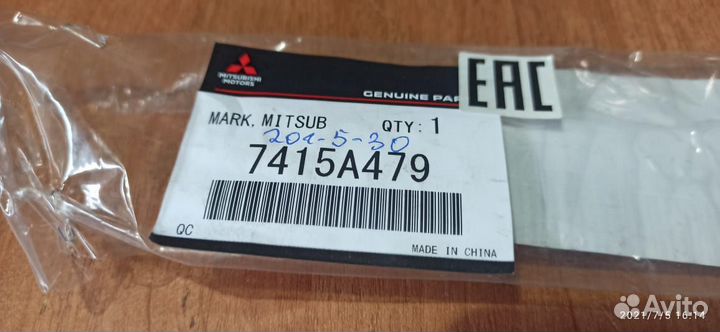 MITSUBISHI
MOTORS
GENUINE PAR
EAC
MARK, MITSUB QTY: 1
201-5-30
7415A479
QC
MADE IN CHINA
2021/7/5 16:14
Avito